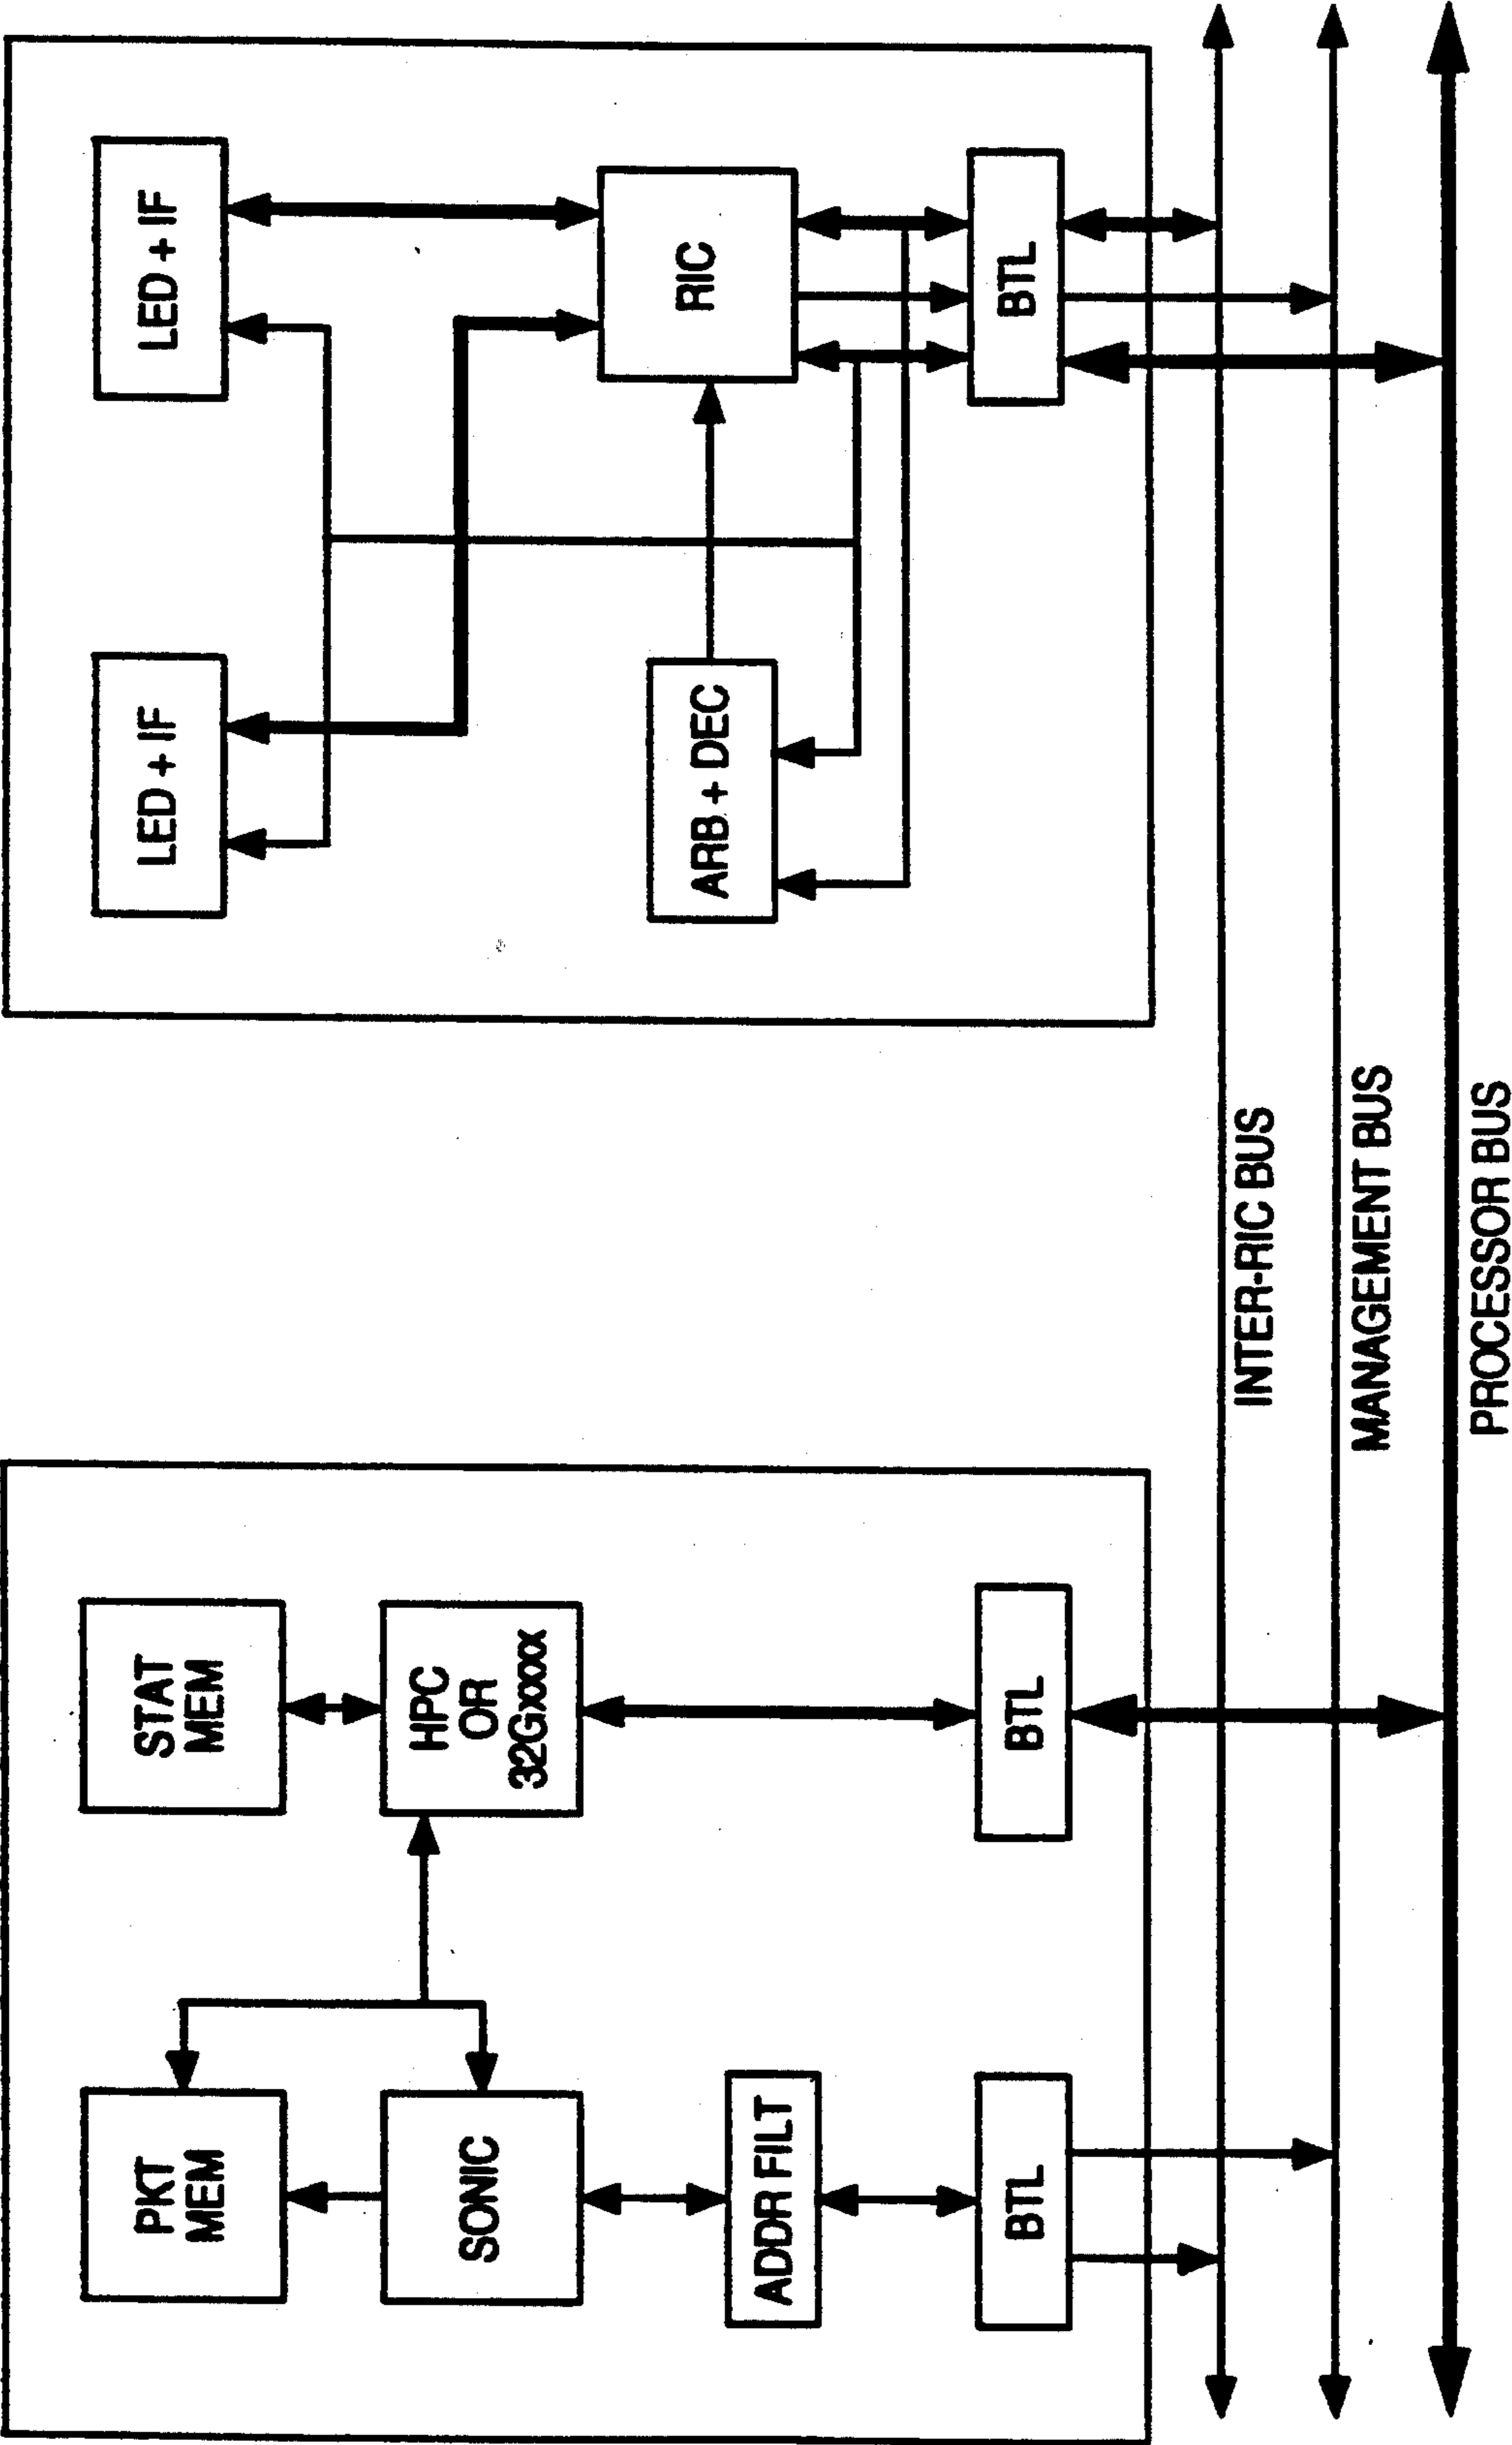 PKT
MEM
STAT
MEM
LED + IF
LED + IF
SONIC
HPC
OR
32Gxxxx
RIC
ARB + DEC
ADDR FILT
BTL
BTL
BTL
INTER-RIC BUS
MANAGEMENT BUS
PROCESSOR BUS